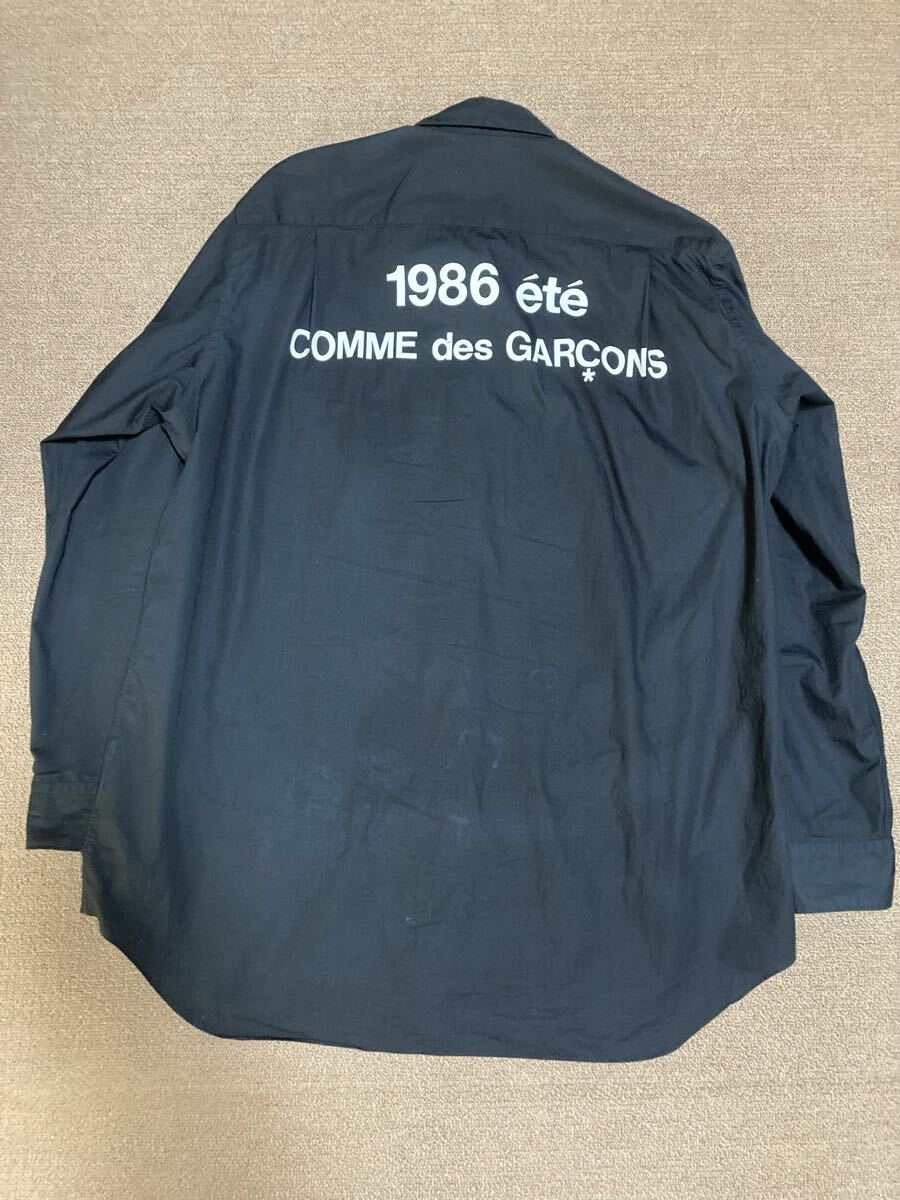 1986 été
COMME des GARÇONS
*